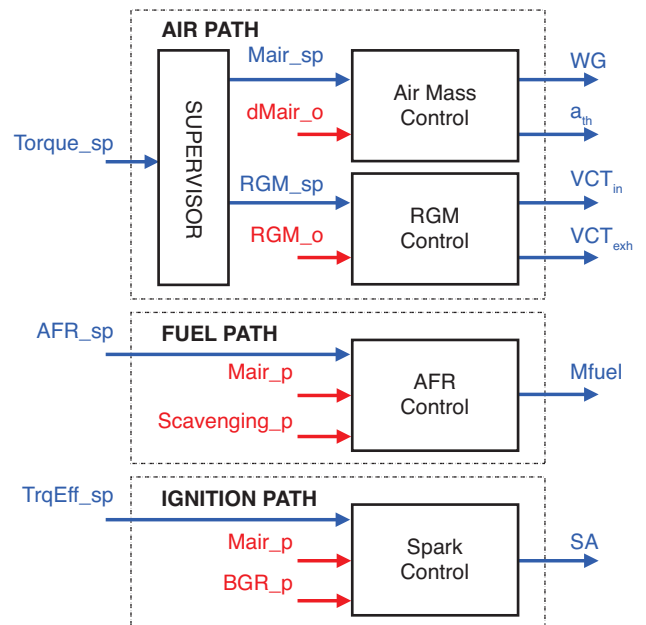 AIR PATH
Mair_sp
WG
Air Mass
Control
dMair_o
a_th
SUPERVISOR
Torque_sp
RGM_sp
VCT_in
RGM
Control
RGM_o
VCT_exh
AFR_sp
FUEL PATH
Mair_p
AFR
Control
Mfuel
Scavenging_p
TrqEff_sp
IGNITION PATH
Mair_p
Spark
Control
SA
BGR_p